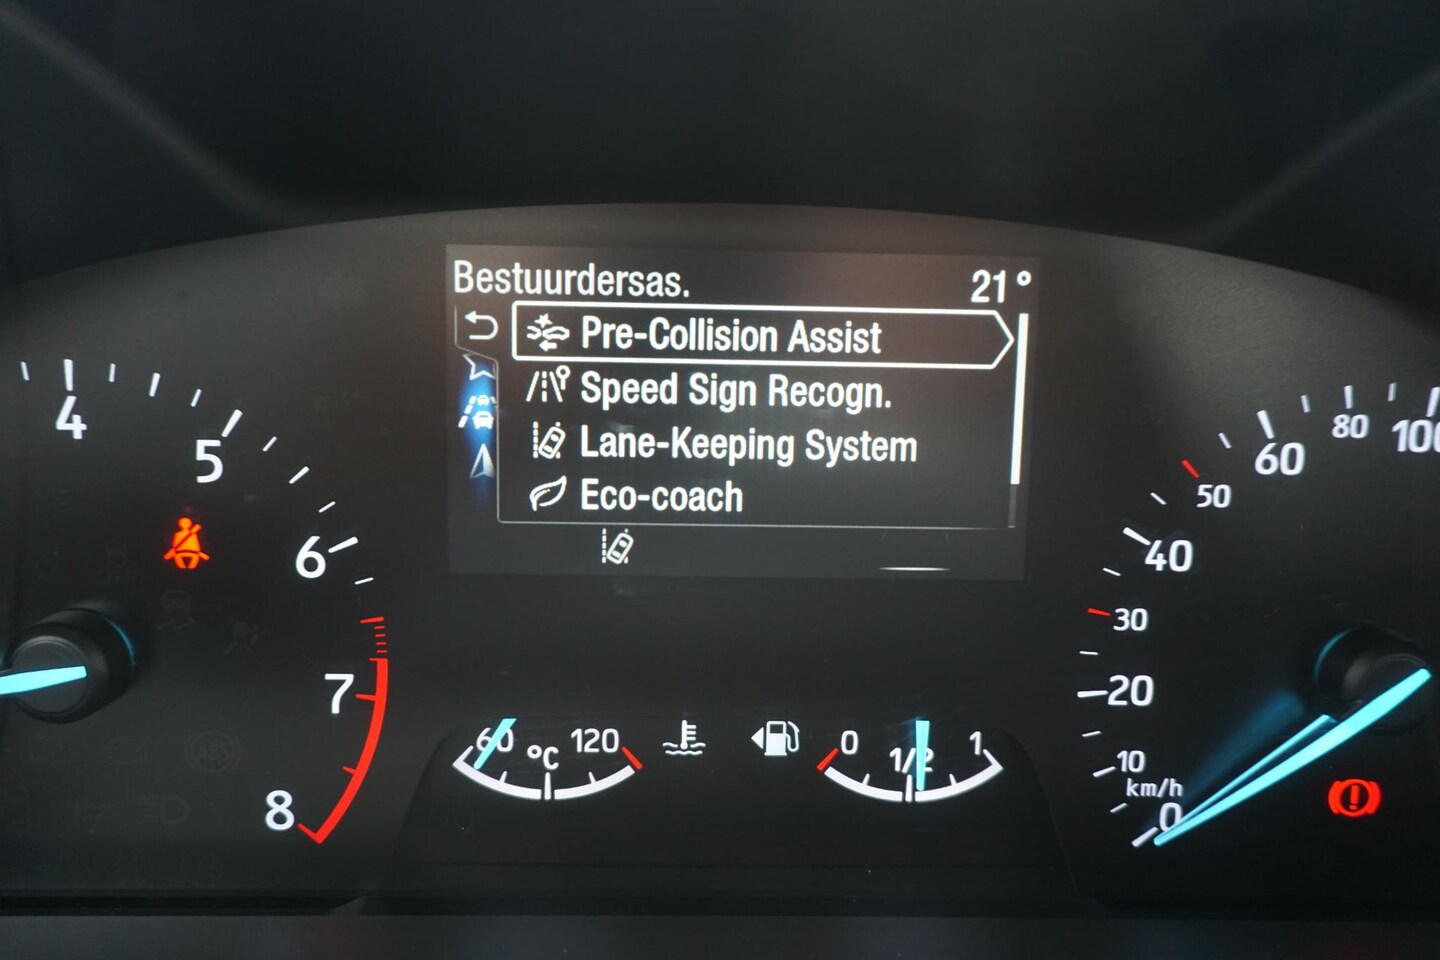 Bestuurdersas. 21°
Pre-Collision Assist
Speed Sign Recogn.
Lane-Keeping System
Eco-coach
4
5
6
7
8
60 °C 120
0 1/2 1
100
80
60
50
40
30
20
10
km/h
0